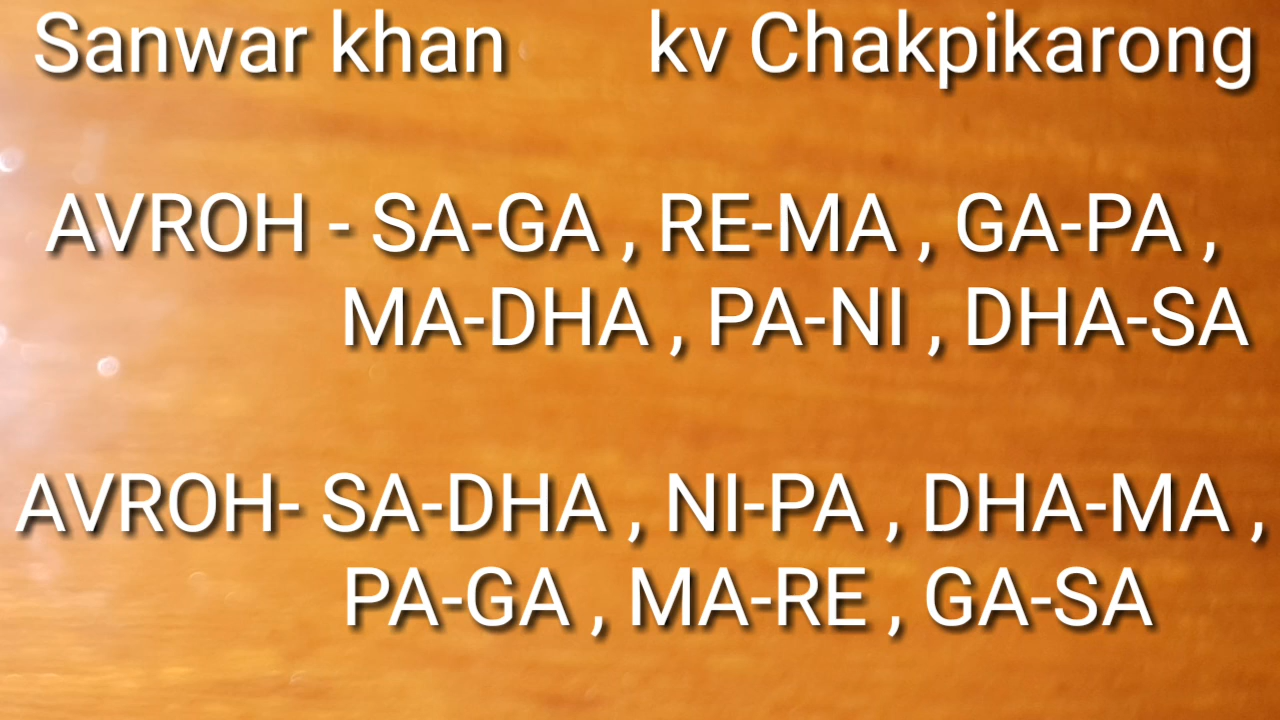 Sanwar khan kv Chakpikarong
AVROH - SA-GA , RE-MA , GA-PA ,
MA-DHA , PA-NI , DHA-SA
AVROH- SA-DHA , NI-PA , DHA-MA ,
PA-GA , MA-RE , GA-SA